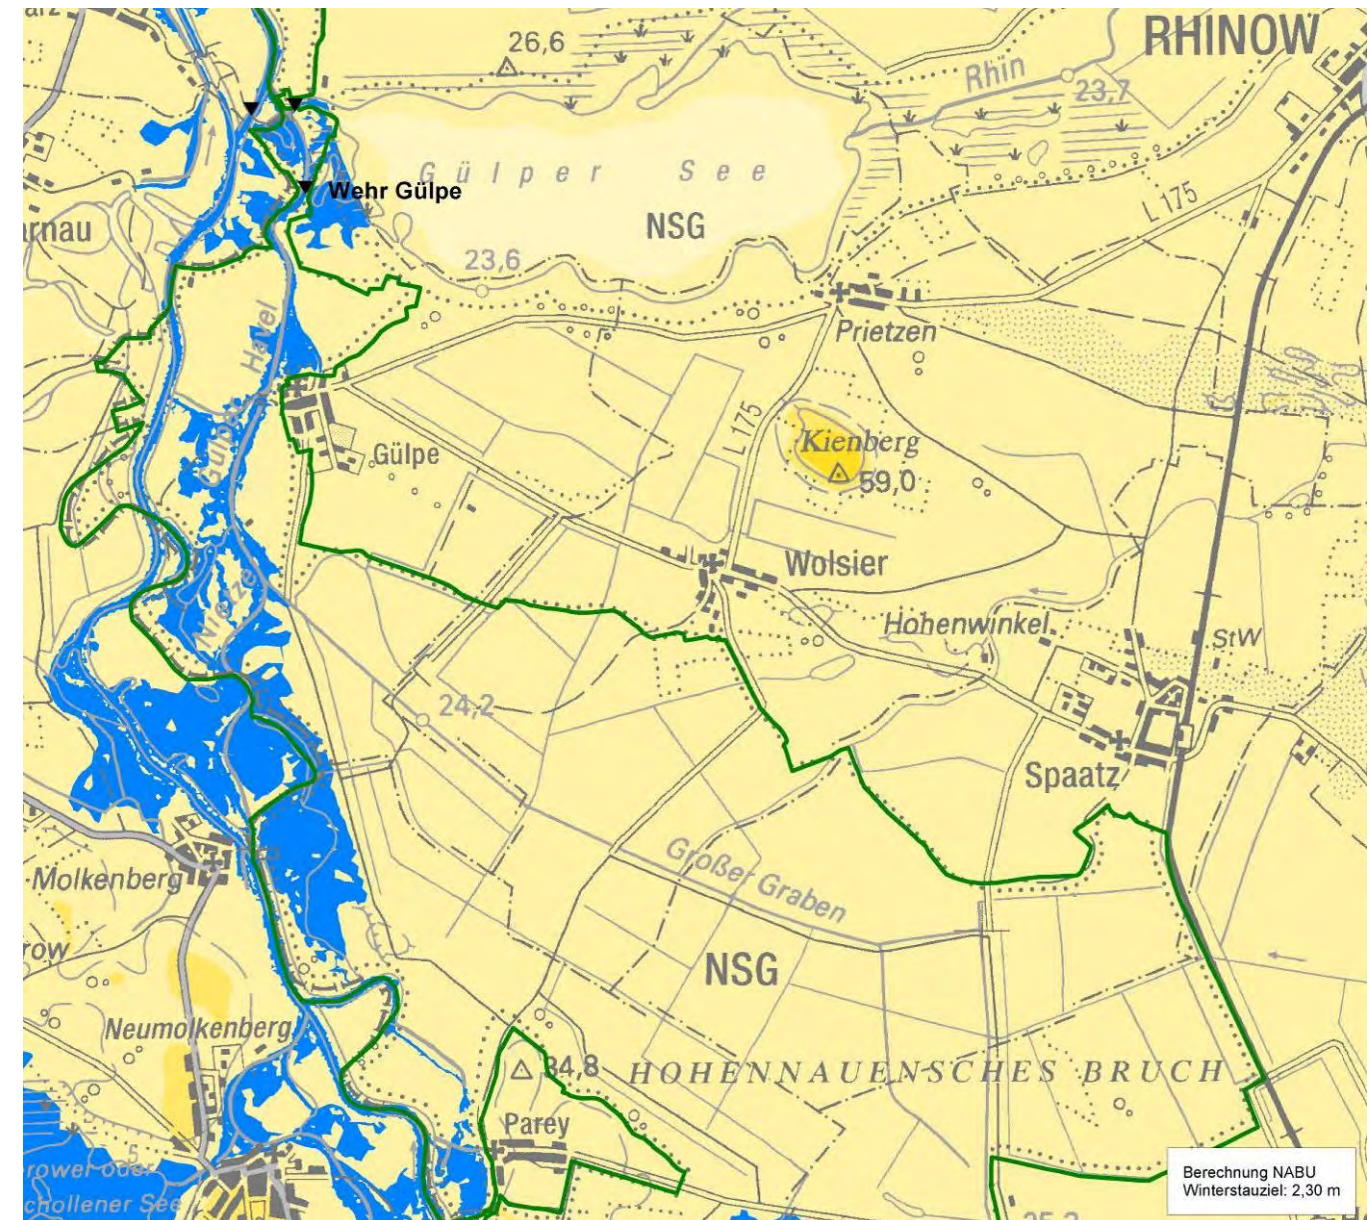 RHINOW
26,6
Rhin
23,7
Gülper See
Wehr Gülpe
L 175
NSG
23,6
Prietzen
Havel
Gülper
L 175
Kienberg
59,0
Gülpe
Wolsier
Hohenwinkel
StW
24,2
Spaatz
Großer Graben
Molkenberg
NSG
Neumolkenberg
34,8
HOHENNAUENSCHES BRUCH
Parey
Berechnung NABU
Winterstauziel: 2,30 m